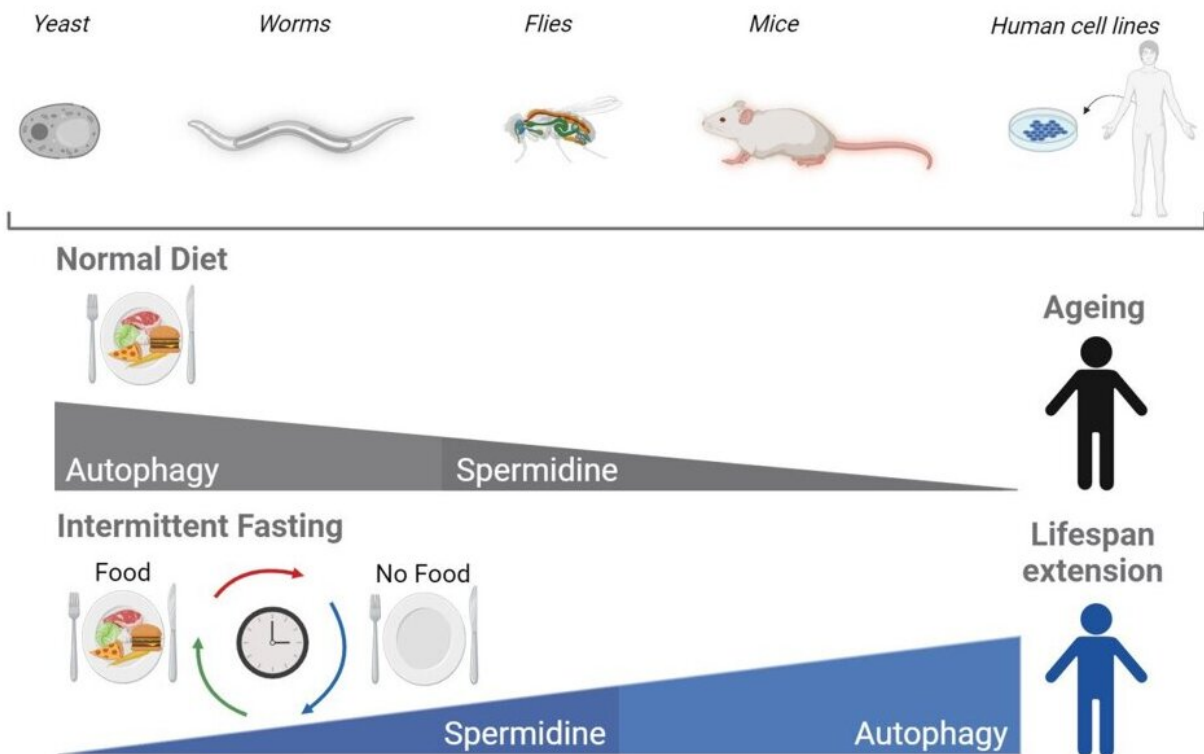 Yeast
Worms
Flies
Mice
Human cell lines
Normal Diet
Ageing
Autophagy
Spermidine
Intermittent Fasting
Food
No Food
Lifespan
extension
Spermidine
Autophagy